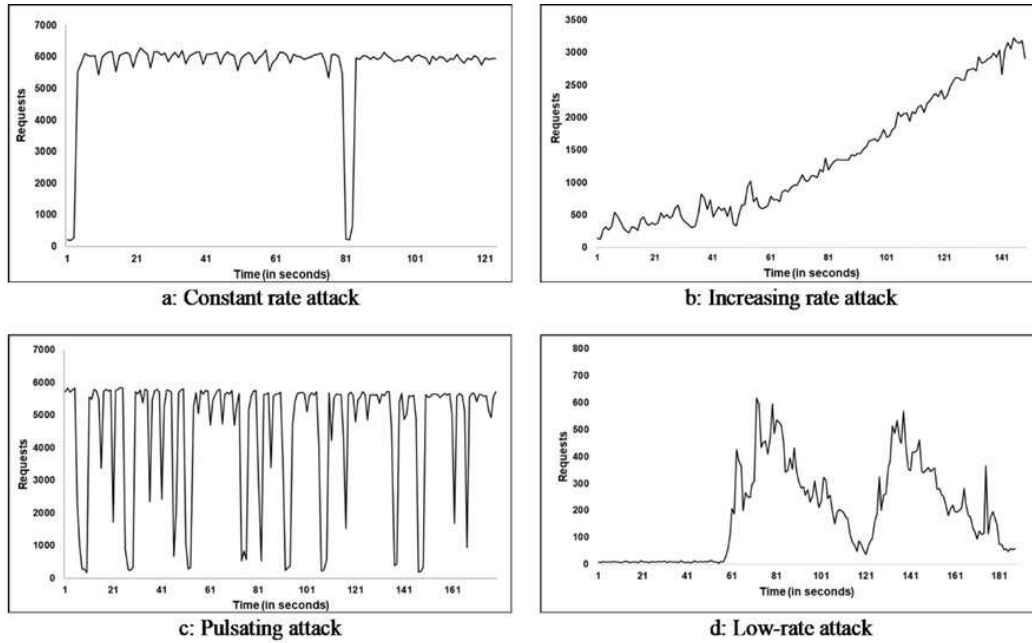 7000
6000
5000
4000
3000
2000
1000
0
Requests
1 21 41 61 81 101 121
Time (in seconds)
a: Constant rate attack
3500
3000
2500
2000
1500
1000
500
0
Requests
1 21 41 61 81 101 121 141
Time (in seconds)
b: Increasing rate attack
7000
6000
5000
4000
3000
2000
1000
0
Requests
1 21 41 61 81 101 121 141 161
Time (in seconds)
c: Pulsating attack
800
700
600
500
400
300
200
100
0
Requests
1 21 41 61 81 101 121 141 161 181
Time (in seconds)
d: Low-rate attack